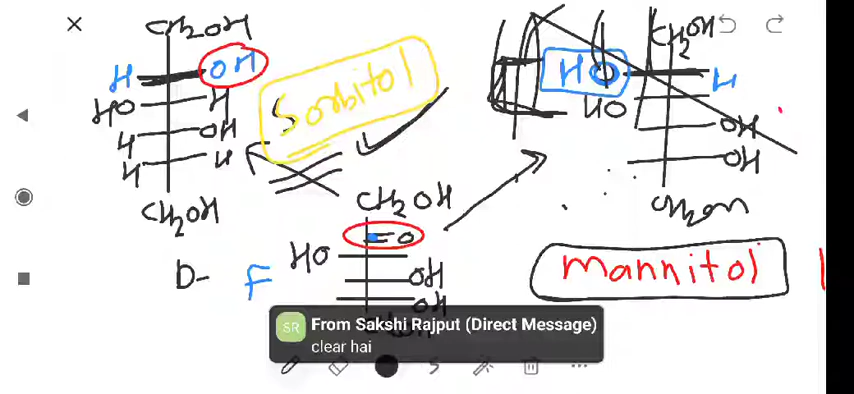 CH2OH
H OH
HO H
H OH
H H
CH2OH
Sorbitol
CH2OH
HO H
HO
OH
OH
CH2OH
=O
HO
OH
OH
D- F
mannitol
SR
From Sakshi Rajput (Direct Message)
clear hai